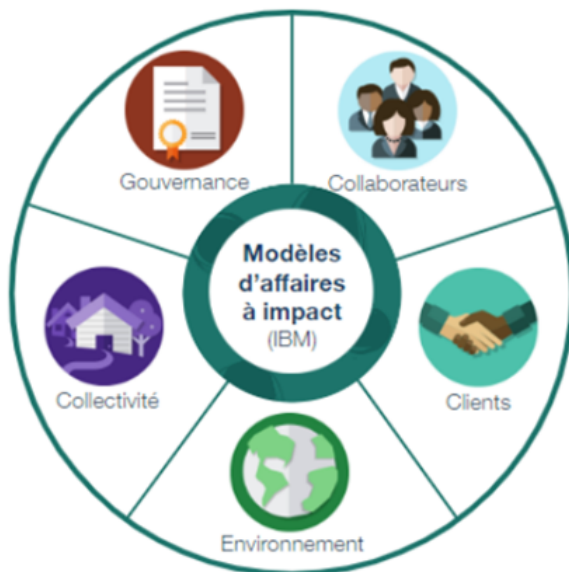 Gouvernance
Collaborateurs
Modèles
d'affaires
à impact
(IBM)
Collectivité
Clients
Environnement